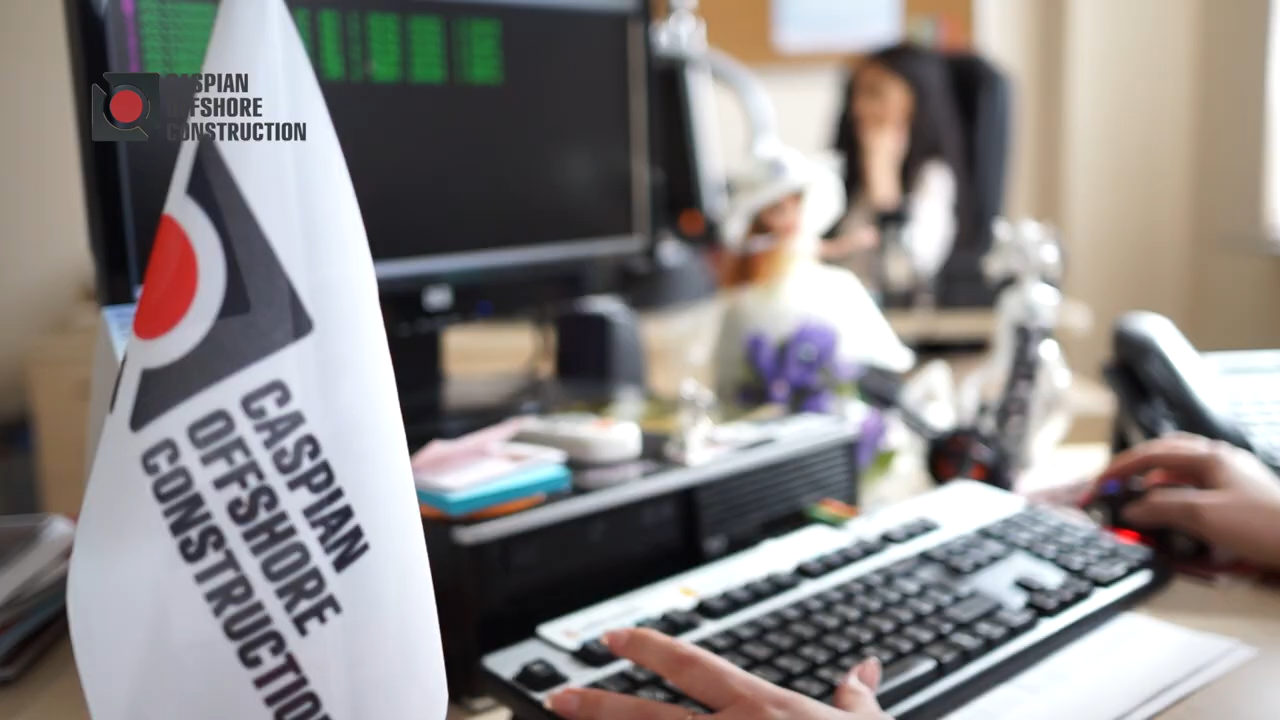 CASPIAN
OFFSHORE
CONSTRUCTION
CASPIAN
OFFSHORE
CONSTRUCTION